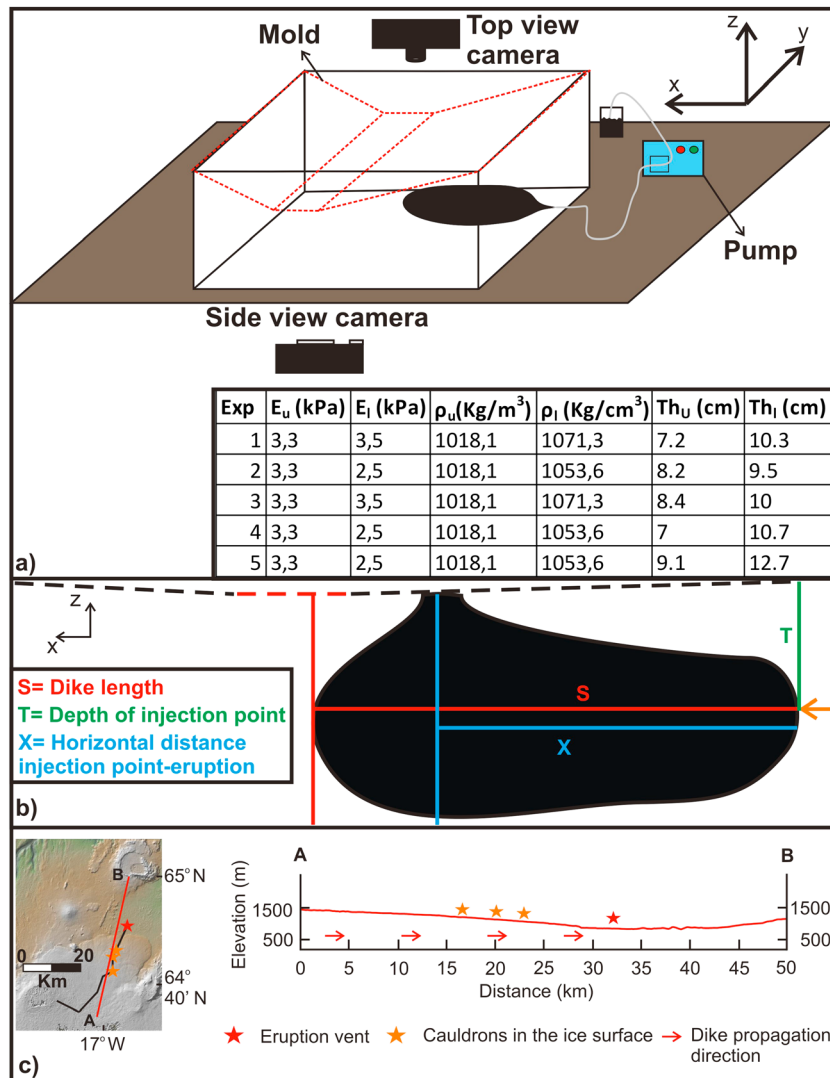 Mold
Top view
camera
z
y
x
Pump
Side view camera
Exp E_u (kPa) E_l (kPa) ρ_u(Kg/m³) ρ_l (Kg/cm³) Th_U (cm) Th_l (cm)
1 3,3 3,5 1018,1 1071,3 7.2 10.3
2 3,3 2,5 1018,1 1053,6 8.2 9.5
3 3,3 3,5 1018,1 1071,3 8.4 10
4 3,3 2,5 1018,1 1053,6 7 10.7
5 3,3 2,5 1018,1 1053,6 9.1 12.7
a)
z
x
T
S= Dike length
T= Depth of injection point
X= Horizontal distance
injection point-eruption
S
X
b)
B
65° N
0 20
Km
64°
40' N
A
17° W
A B
Elevation (m)
1500 1500
500 500
0 5 10 15 20 25 30 35 40 45 50
Distance (km)
Eruption vent Cauldrons in the ice surface Dike propagation
direction
c)